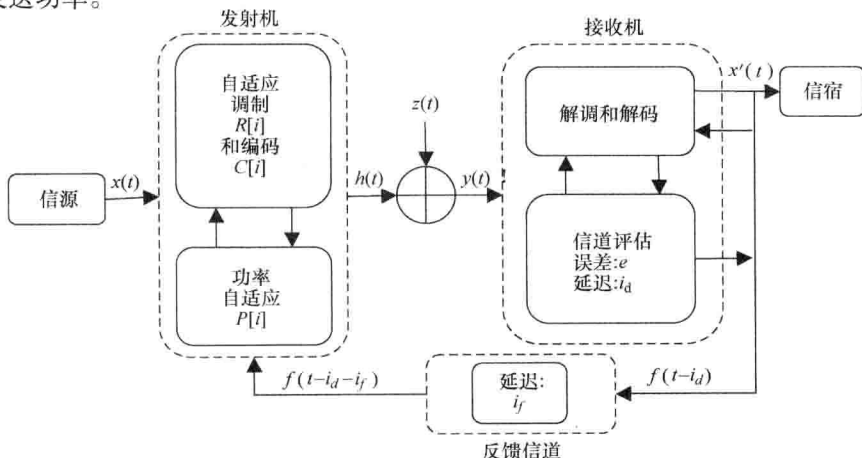 发送功率。
发射机
接收机
自适应
调制
R[i]
和编码
C[i]
z(t)
解调和解码
x′(t)
信宿
信源
x(t)
h(t)
y(t)
功率
自适应
P[i]
信道评估
误差:e
延迟:i_d
f(t-i_d-i_f)
延迟:
i_f
f(t-i_d)
反馈信道